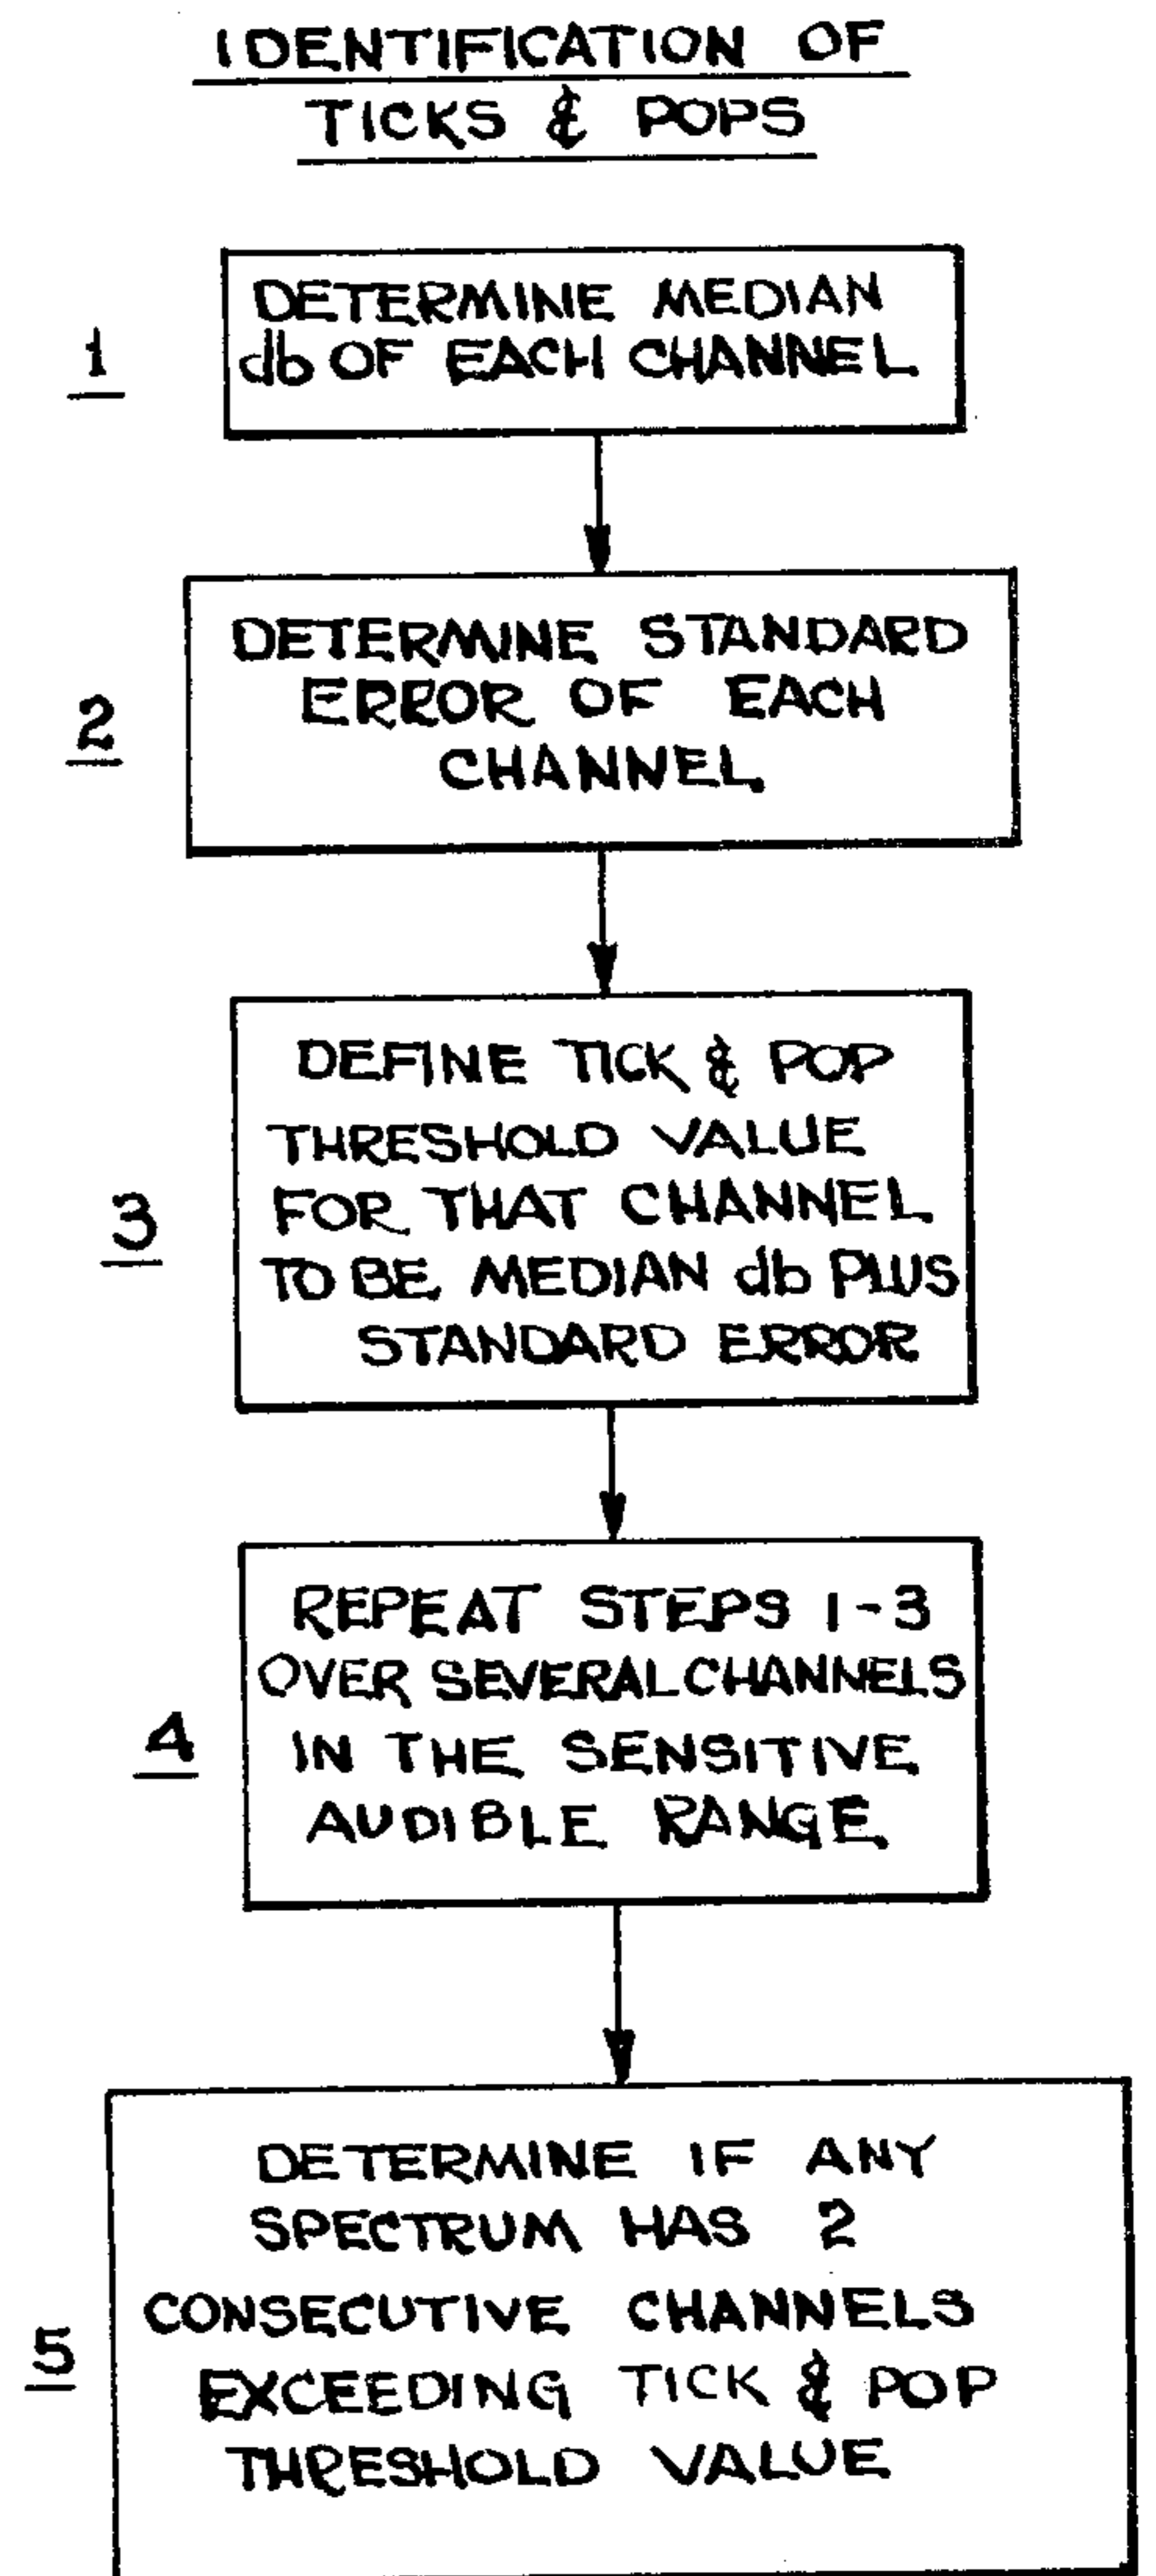 IDENTIFICATION OF
TICKS & POPS
1
DETERMINE MEDIAN
db OF EACH CHANNEL
2
DETERMINE STANDARD
ERROR OF EACH
CHANNEL
3
DEFINE TICK & POP
THRESHOLD VALUE
FOR THAT CHANNEL
TO BE MEDIAN db PLUS
STANDARD ERROR
4
REPEAT STEPS 1-3
OVER SEVERAL CHANNELS
IN THE SENSITIVE
AUDIBLE RANGE
5
DETERMINE IF ANY
SPECTRUM HAS 2
CONSECUTIVE CHANNELS
EXCEEDING TICK & POP
THRESHOLD VALUE